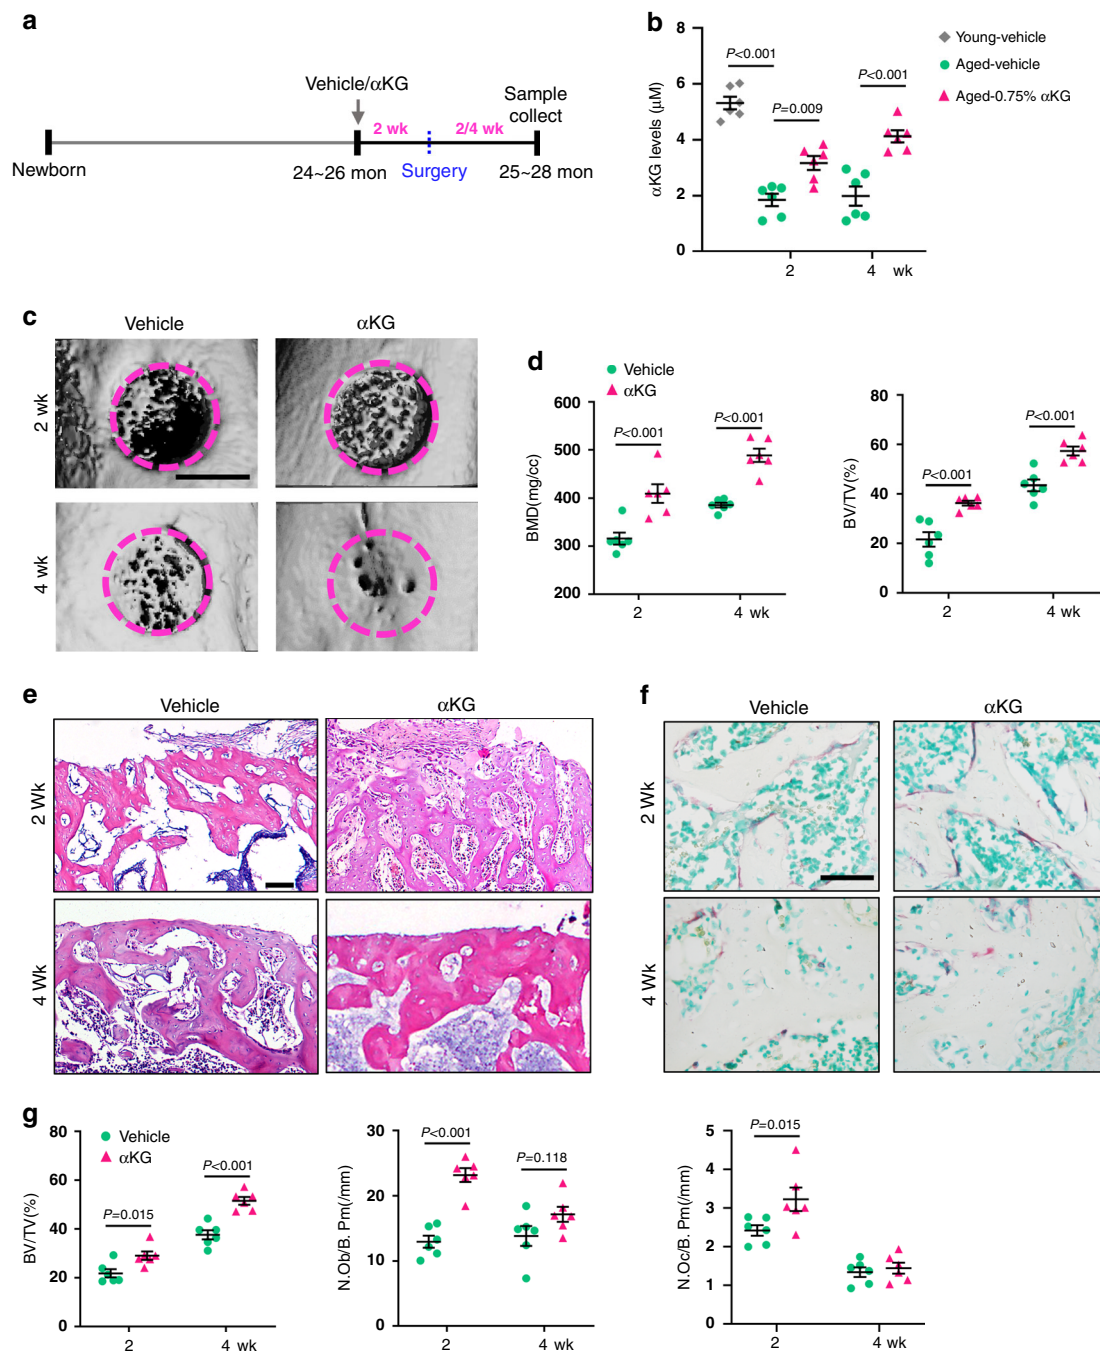 a
Vehicle/αKG
2 wk
2/4 wk
Sample
collect
Newborn
24~26 mon
Surgery
25~28 mon
b
αKG levels (μM)
8
6
4
2
0
P<0.001
P=0.009
P<0.001
2
4
wk
Young-vehicle
Aged-vehicle
Aged-0.75% αKG
c
Vehicle
αKG
2 wk
4 wk
d
Vehicle
αKG
BMD(mg/cc)
600
500
400
300
200
P<0.001
P<0.001
2
4 wk
BV/TV(%)
80
60
40
20
0
P<0.001
P<0.001
2
4 wk
e
Vehicle
αKG
2 Wk
4 Wk
f
Vehicle
αKG
2 Wk
4 Wk
g
Vehicle
αKG
BV/TV(%)
80
60
40
20
0
P=0.015
P<0.001
2
4 wk
N.Ob/B. Pm(/mm)
30
20
10
0
P<0.001
P=0.118
2
4 wk
N.Oc/B. Pm(/mm)
5
4
3
2
1
0
P=0.015
2
4 wk